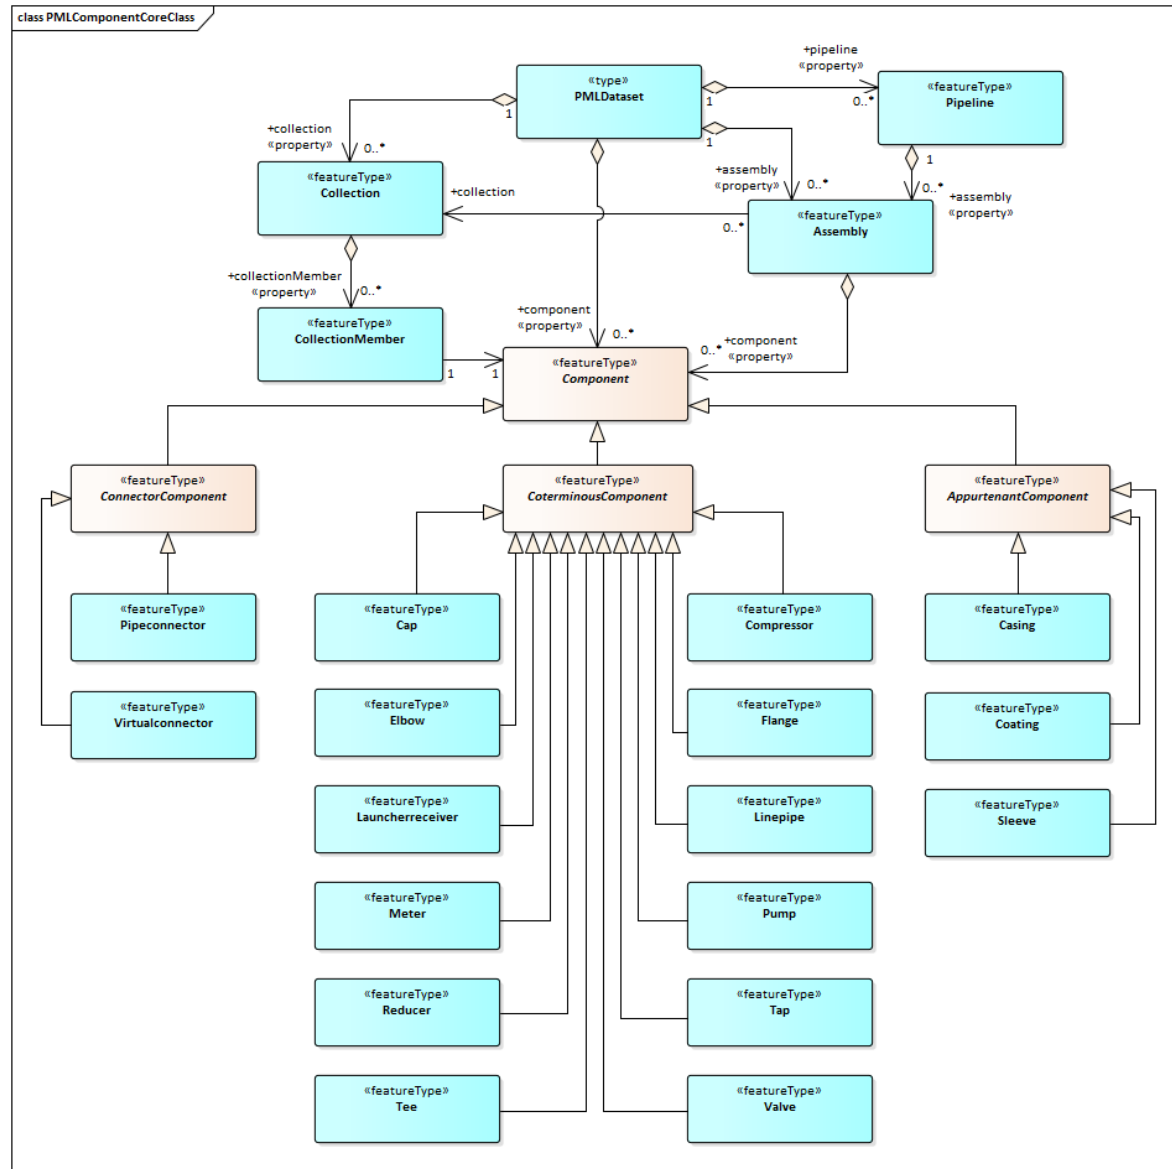 class PMLComponentCoreClass
«type»
PMLDataset
1
1
1
+pipeline
«property»
0..*
«featureType»
Pipeline
1
+collection
«property»
0..*
+assembly
«property»
0..*
0..*
+assembly
«property»
«featureType»
Collection
+collection
0..*
«featureType»
Assembly
+collectionMember
«property»
0..*
«featureType»
CollectionMember
1
1
+component
«property»
0..*
0..*
+component
«property»
«featureType»
Component
«featureType»
ConnectorComponent
«featureType»
CoterminousComponent
«featureType»
AppurtenantComponent
«featureType»
Pipeconnector
«featureType»
Cap
«featureType»
Compressor
«featureType»
Casing
«featureType»
Virtualconnector
«featureType»
Elbow
«featureType»
Flange
«featureType»
Coating
«featureType»
Launcherreceiver
«featureType»
Linepipe
«featureType»
Sleeve
«featureType»
Meter
«featureType»
Pump
«featureType»
Reducer
«featureType»
Tap
«featureType»
Tee
«featureType»
Valve